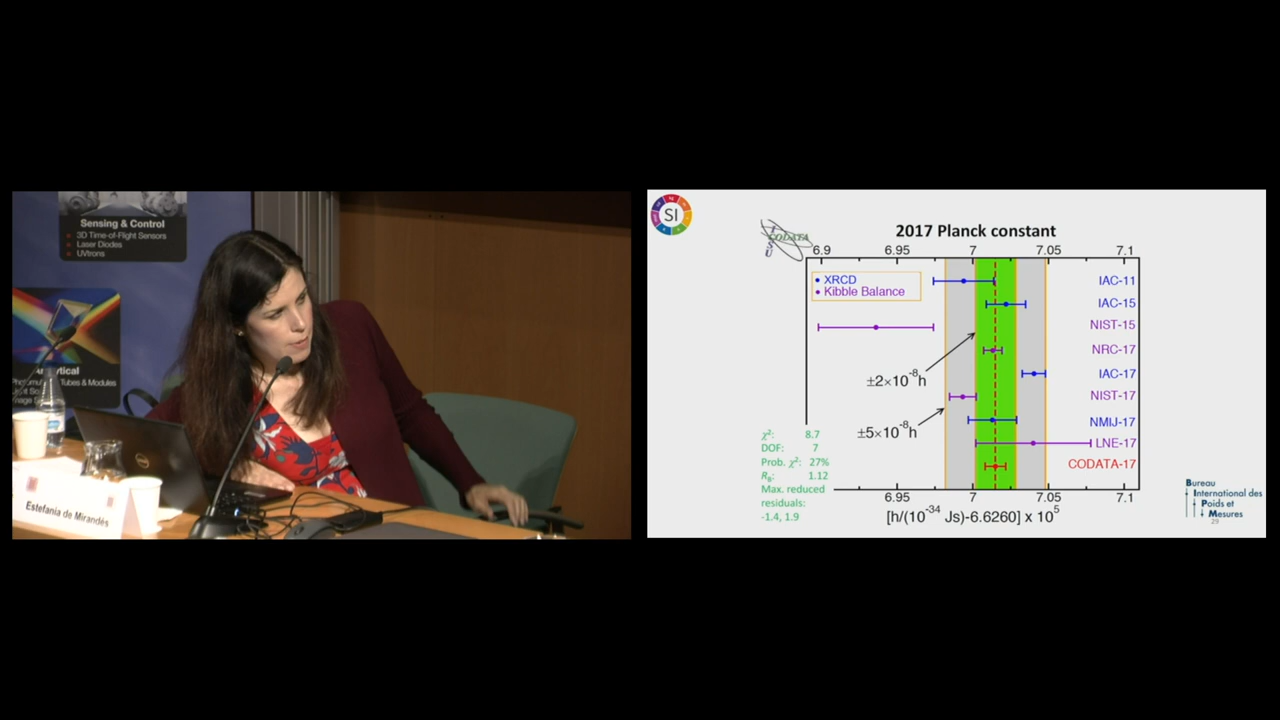 Sensing & Control
3D Time-of-Flight Sensors
Laser Diodes
UVtrons
Tubes & Modules
Estefanía de Mirandés
SI
CODATA
2017 Planck constant
6.9 6.95 7 7.05 7.1
XRCD
Kibble Balance
IAC-11
IAC-15
NIST-15
NRC-17
IAC-17
NIST-17
NMIJ-17
LNE-17
CODATA-17
±2×10⁻⁸h
±5×10⁻⁸h
χ²: 8.7
DOF: 7
Prob. χ²: 27%
R_B: 1.12
Max. reduced
residuals:
-1.4, 1.9
6.95 7 7.05 7.1
[h/(10⁻³⁴ Js)-6.6260] x 10⁵
Bureau
International des
Poids et
Mesures
29